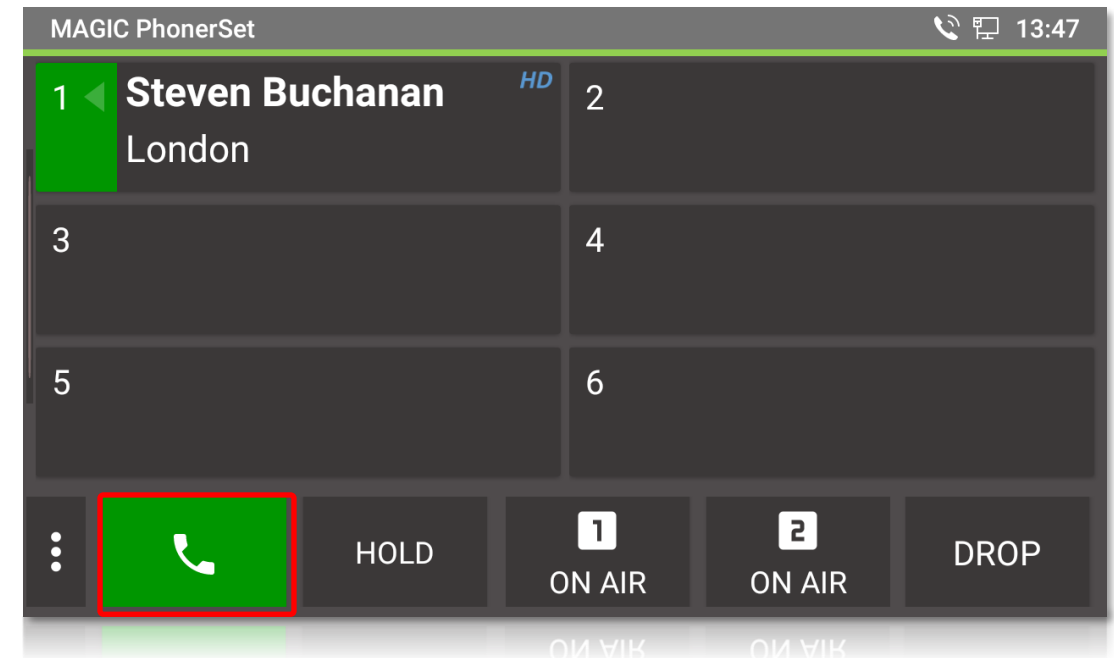 MAGIC PhonerSet 13:47
1 Steven Buchanan HD
London
2
3
4
5
6
HOLD
1
ON AIR
2
ON AIR
DROP